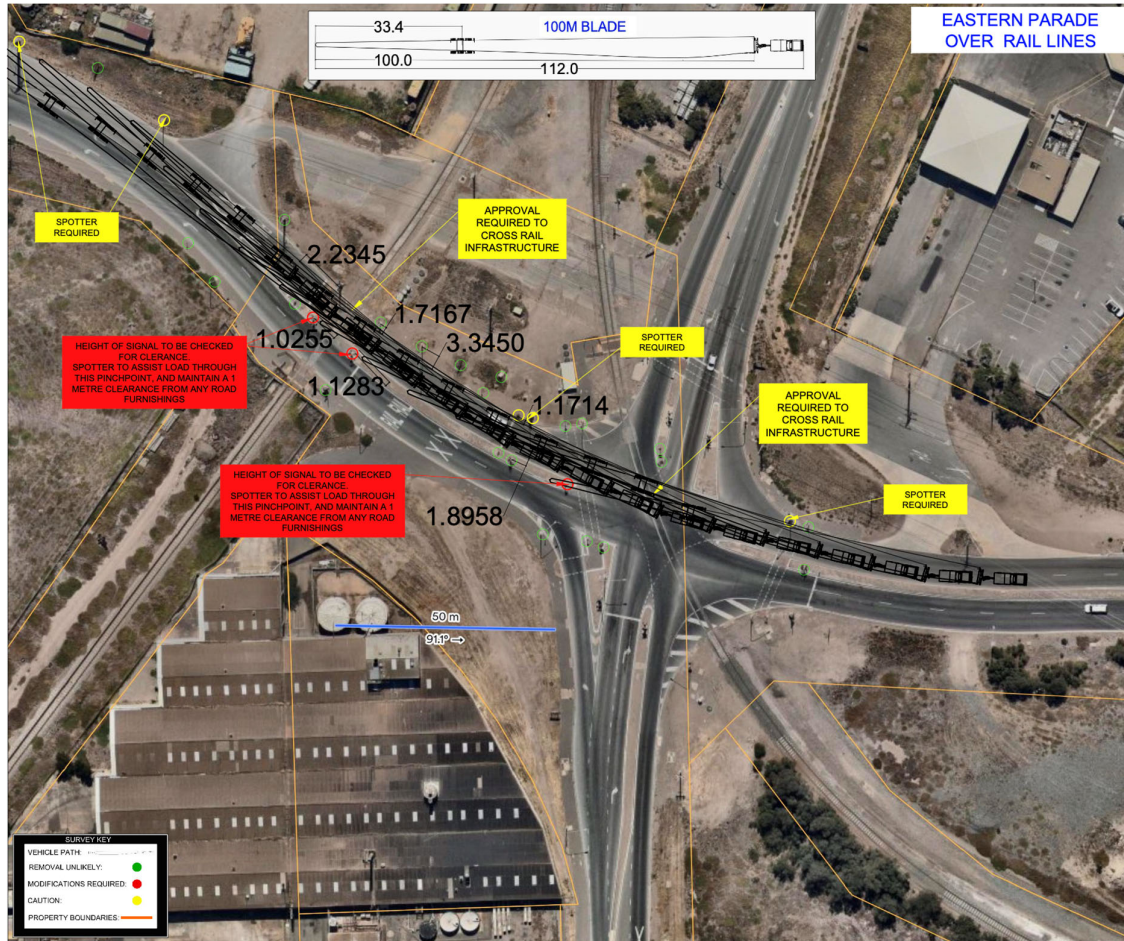 33.4
100M BLADE
100.0
112.0
EASTERN PARADE
OVER RAIL LINES
SPOTTER
REQUIRED
APPROVAL
REQUIRED TO
CROSS RAIL
INFRASTRUCTURE
2.2345
1.7167
1.0255
3.3450
HEIGHT OF SIGNAL TO BE CHECKED
FOR CLERANCE.
SPOTTER TO ASSIST LOAD THROUGH
THIS PINCHPOINT, AND MAINTAIN A 1
METRE CLEARANCE FROM ANY ROAD
FURNISHINGS
SPOTTER
REQUIRED
1.1283
1.1714
APPROVAL
REQUIRED TO
CROSS RAIL
INFRASTRUCTURE
HEIGHT OF SIGNAL TO BE CHECKED
FOR CLERANCE.
SPOTTER TO ASSIST LOAD THROUGH
THIS PINCHPOINT, AND MAINTAIN A 1
METRE CLEARANCE FROM ANY ROAD
FURNISHINGS
1.8958
SPOTTER
REQUIRED
50 m
91.1° →
SURVEY KEY
VEHICLE PATH:
REMOVAL UNLIKELY:
MODIFICATIONS REQUIRED:
CAUTION:
PROPERTY BOUNDARIES: